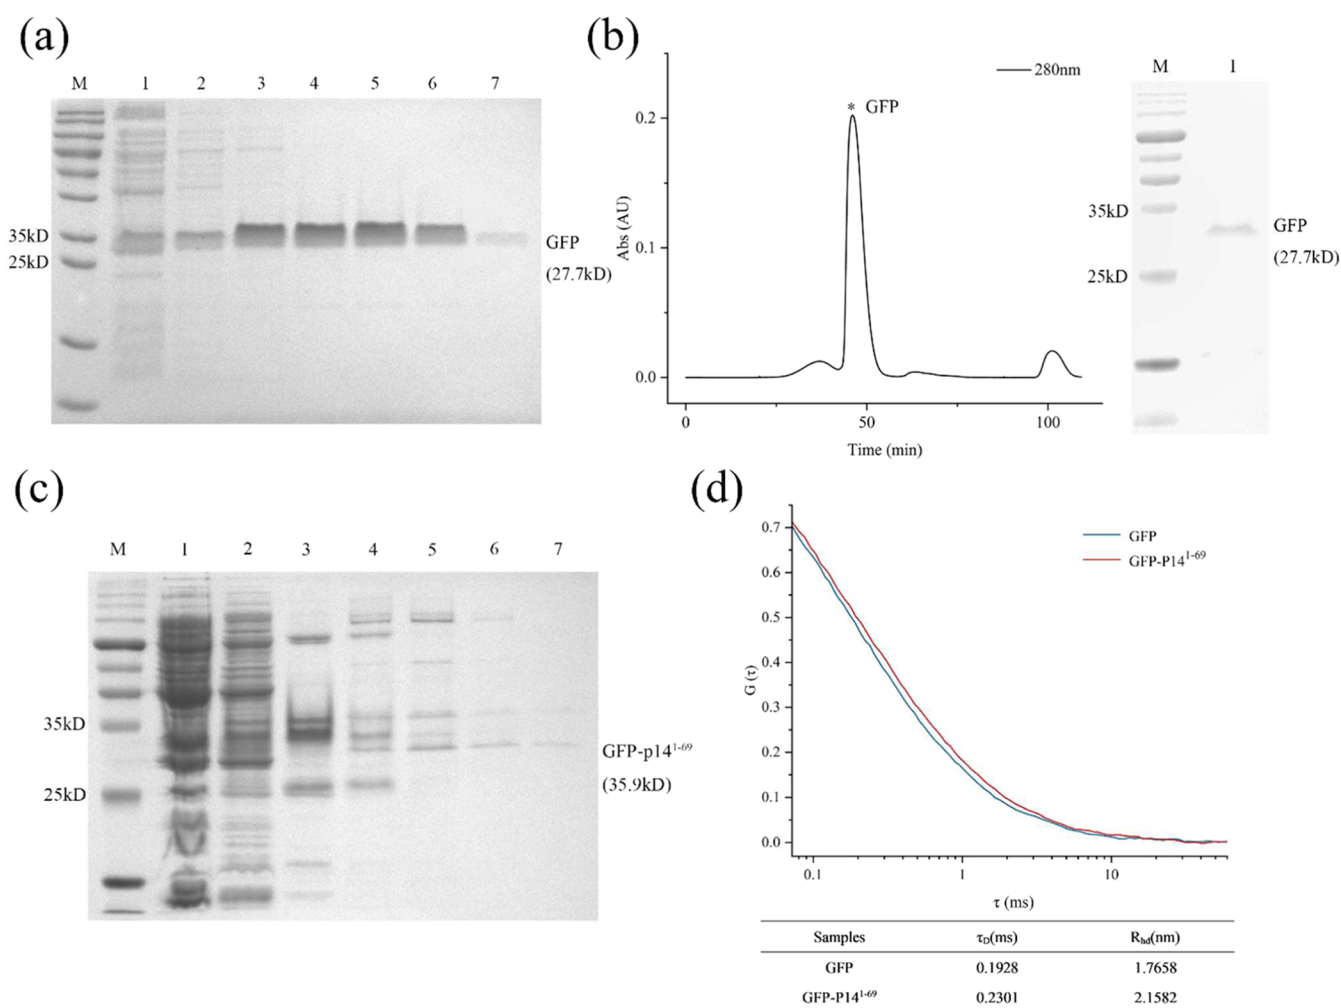 (a)
M 1 2 3 4 5 6 7
35kD
25kD
GFP
(27.7kD)
(b)
280nm
* GFP
0.2
0.1
0.0
Abs (AU)
0 50 100
Time (min)
M 1
35kD
25kD
GFP
(27.7kD)
(c)
M 1 2 3 4 5 6 7
35kD
25kD
GFP-p14¹⁻⁶⁹
(35.9kD)
(d)
GFP
GFP-P14¹⁻⁶⁹
0.7
0.6
0.5
0.4
0.3
0.2
0.1
0.0
G (τ)
0.1 1 10
τ (ms)
Samples τD(ms) Rhd(nm)
GFP 0.1928 1.7658
GFP-P14¹⁻⁶⁹ 0.2301 2.1582